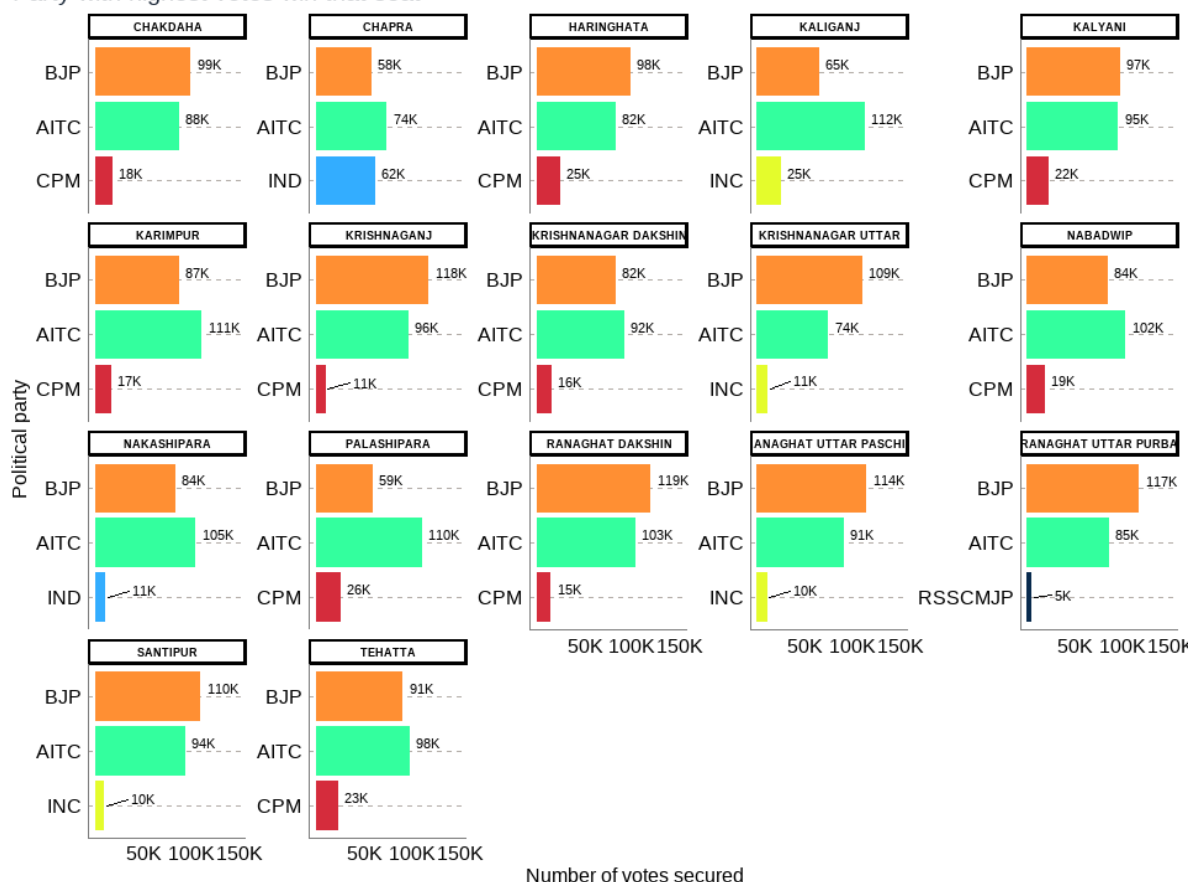 CHAKDAHA CHAPRA HARINGHATA KALIGANJ KALYANI
BJP 99K BJP 58K BJP 98K BJP 65K BJP 97K
AITC 88K AITC 74K AITC 82K AITC 112K AITC 95K
CPM 18K IND 62K CPM 25K INC 25K CPM 22K
KARIMPUR KRISHNAGANJ KRISHNANAGAR DAKSHIN KRISHNANAGAR UTTAR NABADWIP
BJP 87K BJP 118K BJP 82K BJP 109K BJP 84K
AITC 111K AITC 96K AITC 92K AITC 74K AITC 102K
CPM 17K CPM 11K CPM 16K INC 11K CPM 19K
Political party
NAKASHIPARA PALASHIPARA RANAGHAT DAKSHIN ANAGHAT UTTAR PASCHI RANAGHAT UTTAR PURBA
BJP 84K BJP 59K BJP 119K BJP 114K BJP 117K
AITC 105K AITC 110K AITC 103K AITC 91K AITC 85K
IND 11K CPM 26K CPM 15K INC 10K RSSCMJP 5K
50K 100K 150K 50K 100K 150K 50K 100K 150K
SANTIPUR TEHATTA
BJP 110K BJP 91K
AITC 94K AITC 98K
INC 10K CPM 23K
50K 100K 150K 50K 100K 150K
Number of votes secured